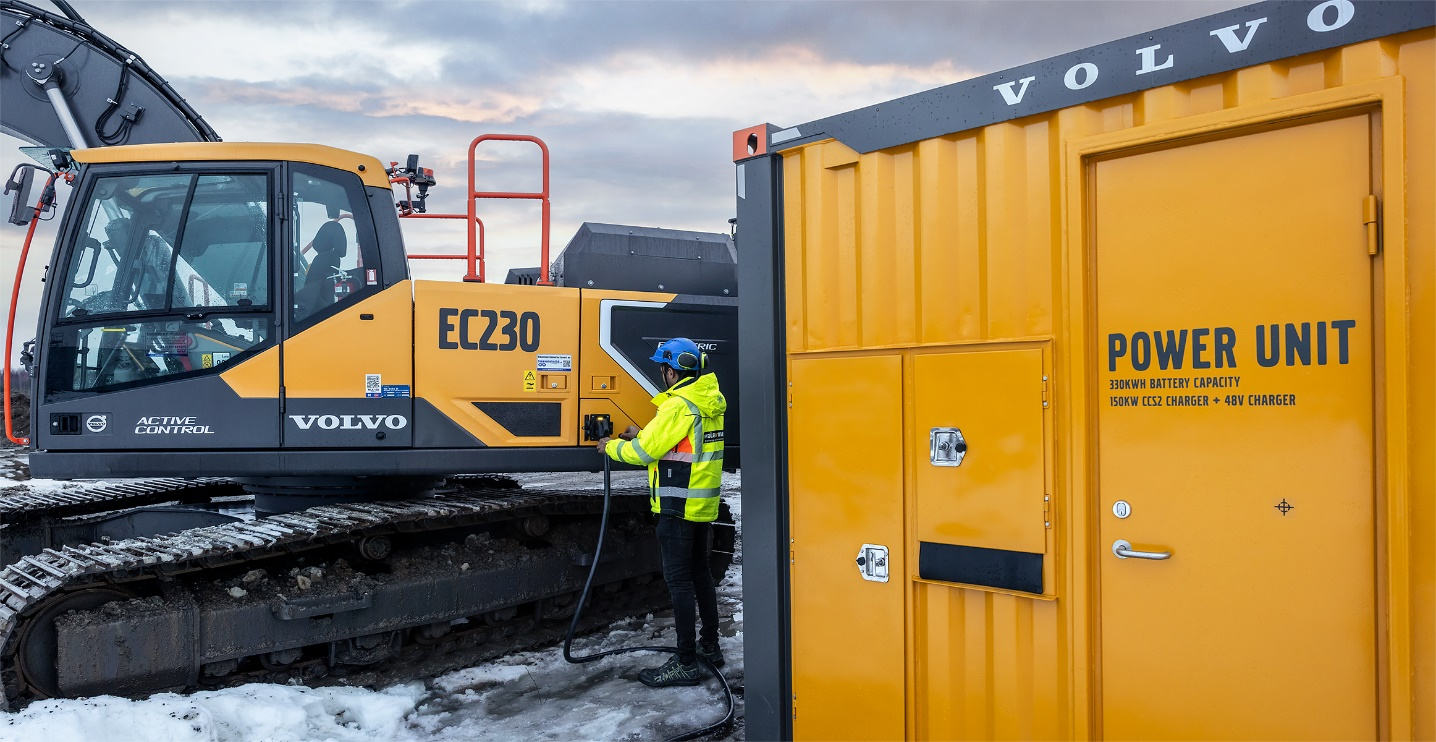 VOLVO
EC230
ACTIVE
CONTROL
VOLVO
POWER UNIT
330KWH BATTERY CAPACITY
150KW CCS2 CHARGER + 48V CHARGER